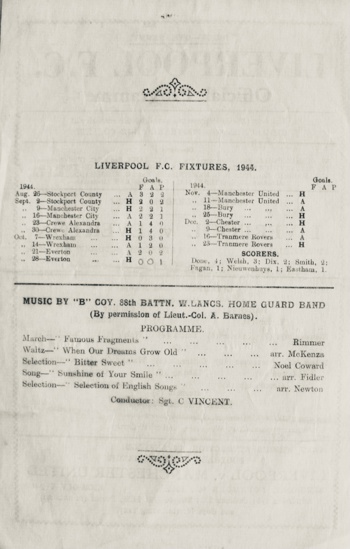 LIVERPOOL F.C. FIXTURES, 1944.
Goals.
1944. F A P
Aug. 26—Stockport County ... A 3 2 2
Sept. 2—Stockport County ... H 2 0 2
„ 9—Manchester City ... H 2 2 1
„ 16—Manchester City ... A 2 2 1
„ 23—Crewe Alexandra ... A 1 4 0
„ 30—Crewe Alexandra ... H 1 4 0
Oct. 7—Wrexham ... ... H 0 3 0
„ 14—Wrexham ... ... A 1 2 0
„ 21—Everton ... ... A 2 0 2
„ 28—Everton ... ... H 0 0 1
Goals.
1944. F A P
Nov. 4—Manchester United ... H
„ 11—Manchester United ... A
„ 18—Bury ... ... A
„ 25—Bury ... ... H
Dec. 2—Chester ... ... H
„ 9—Chester ... ... A
„ 16—Tranmere Rovers ... A
„ 23—Tranmere Rovers ... H
SCORERS.
Done, 4; Welsh, 3; Dix, 2; Smith, 2;
Fagan, 1; Nieuwenhuys, 1; Eastham, 1.
MUSIC BY "B" COY. 88th BATTN. W.LANCS. HOME GUARD BAND
(By permission of Lieut.-Col. A. Barnes).
PROGRAMME.
March—" Famous Fragments " ... ... ... ... Rimmer
Waltz—" When Our Dreams Grow Old " ... ... ... arr. McKenza
Selection—" Bitter Sweet " ... ... ... ... Noel Coward
Song—" Sunshine of Your Smile " ... ... ... ... arr. Fidler
Selection—" Selection of English Songs " ... ... ... arr. Newton
Conductor: Sgt. C VINCENT.